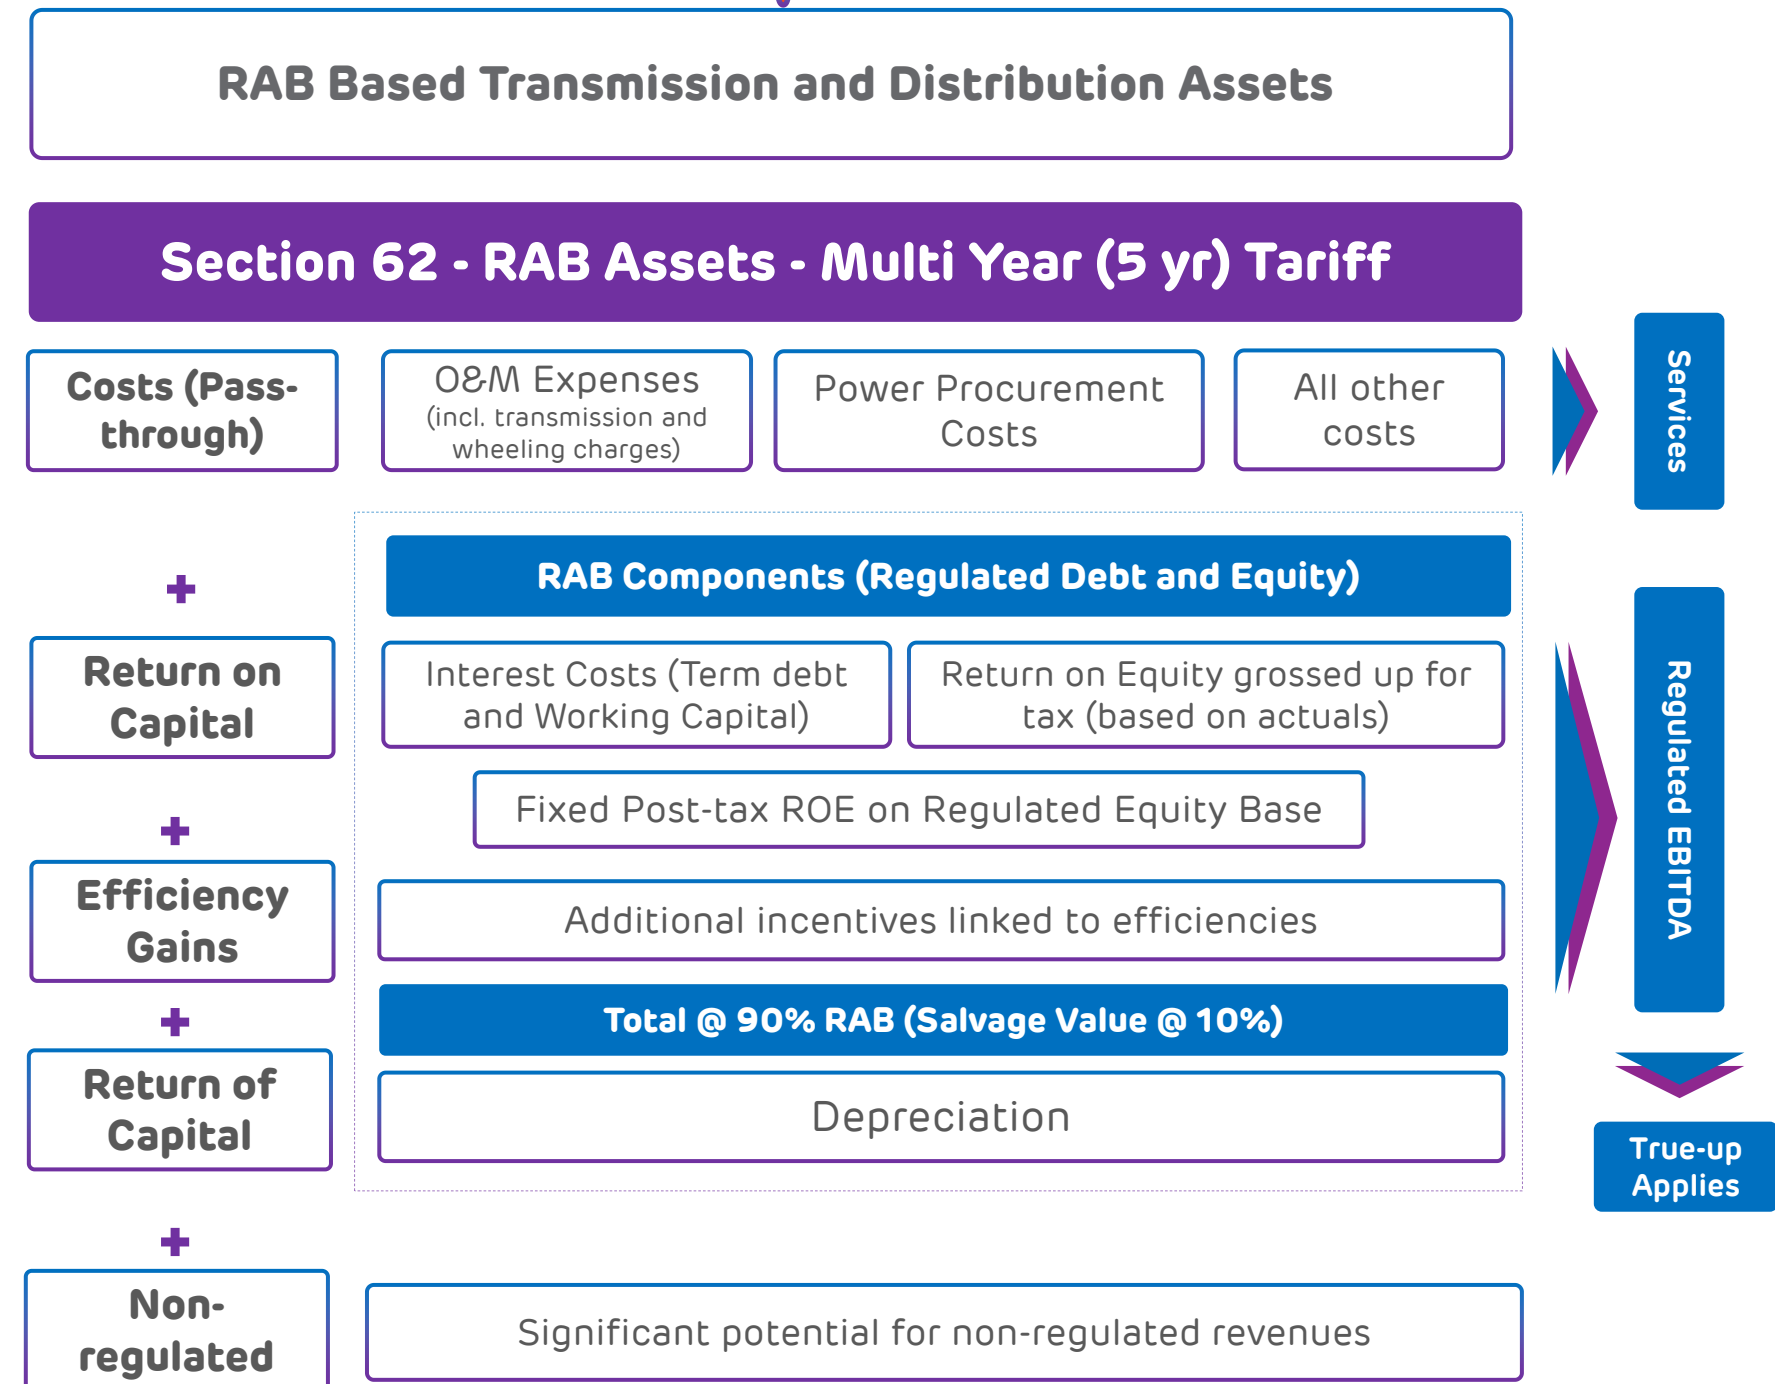 RAB Based Transmission and Distribution Assets
Section 62 - RAB Assets - Multi Year (5 yr) Tariff
Costs (Pass-
through)
O&M Expenses
(incl. transmission and
wheeling charges)
Power Procurement
Costs
All other
costs
Services
+
RAB Components (Regulated Debt and Equity)
Return on
Capital
Interest Costs (Term debt
and Working Capital)
Return on Equity grossed up for
tax (based on actuals)
Fixed Post-tax ROE on Regulated Equity Base
Regulated EBITDA
+
Efficiency
Gains
Additional incentives linked to efficiencies
+
Total @ 90% RAB (Salvage Value @ 10%)
Return of
Capital
Depreciation
True-up
Applies
+
Non-
regulated
Significant potential for non-regulated revenues